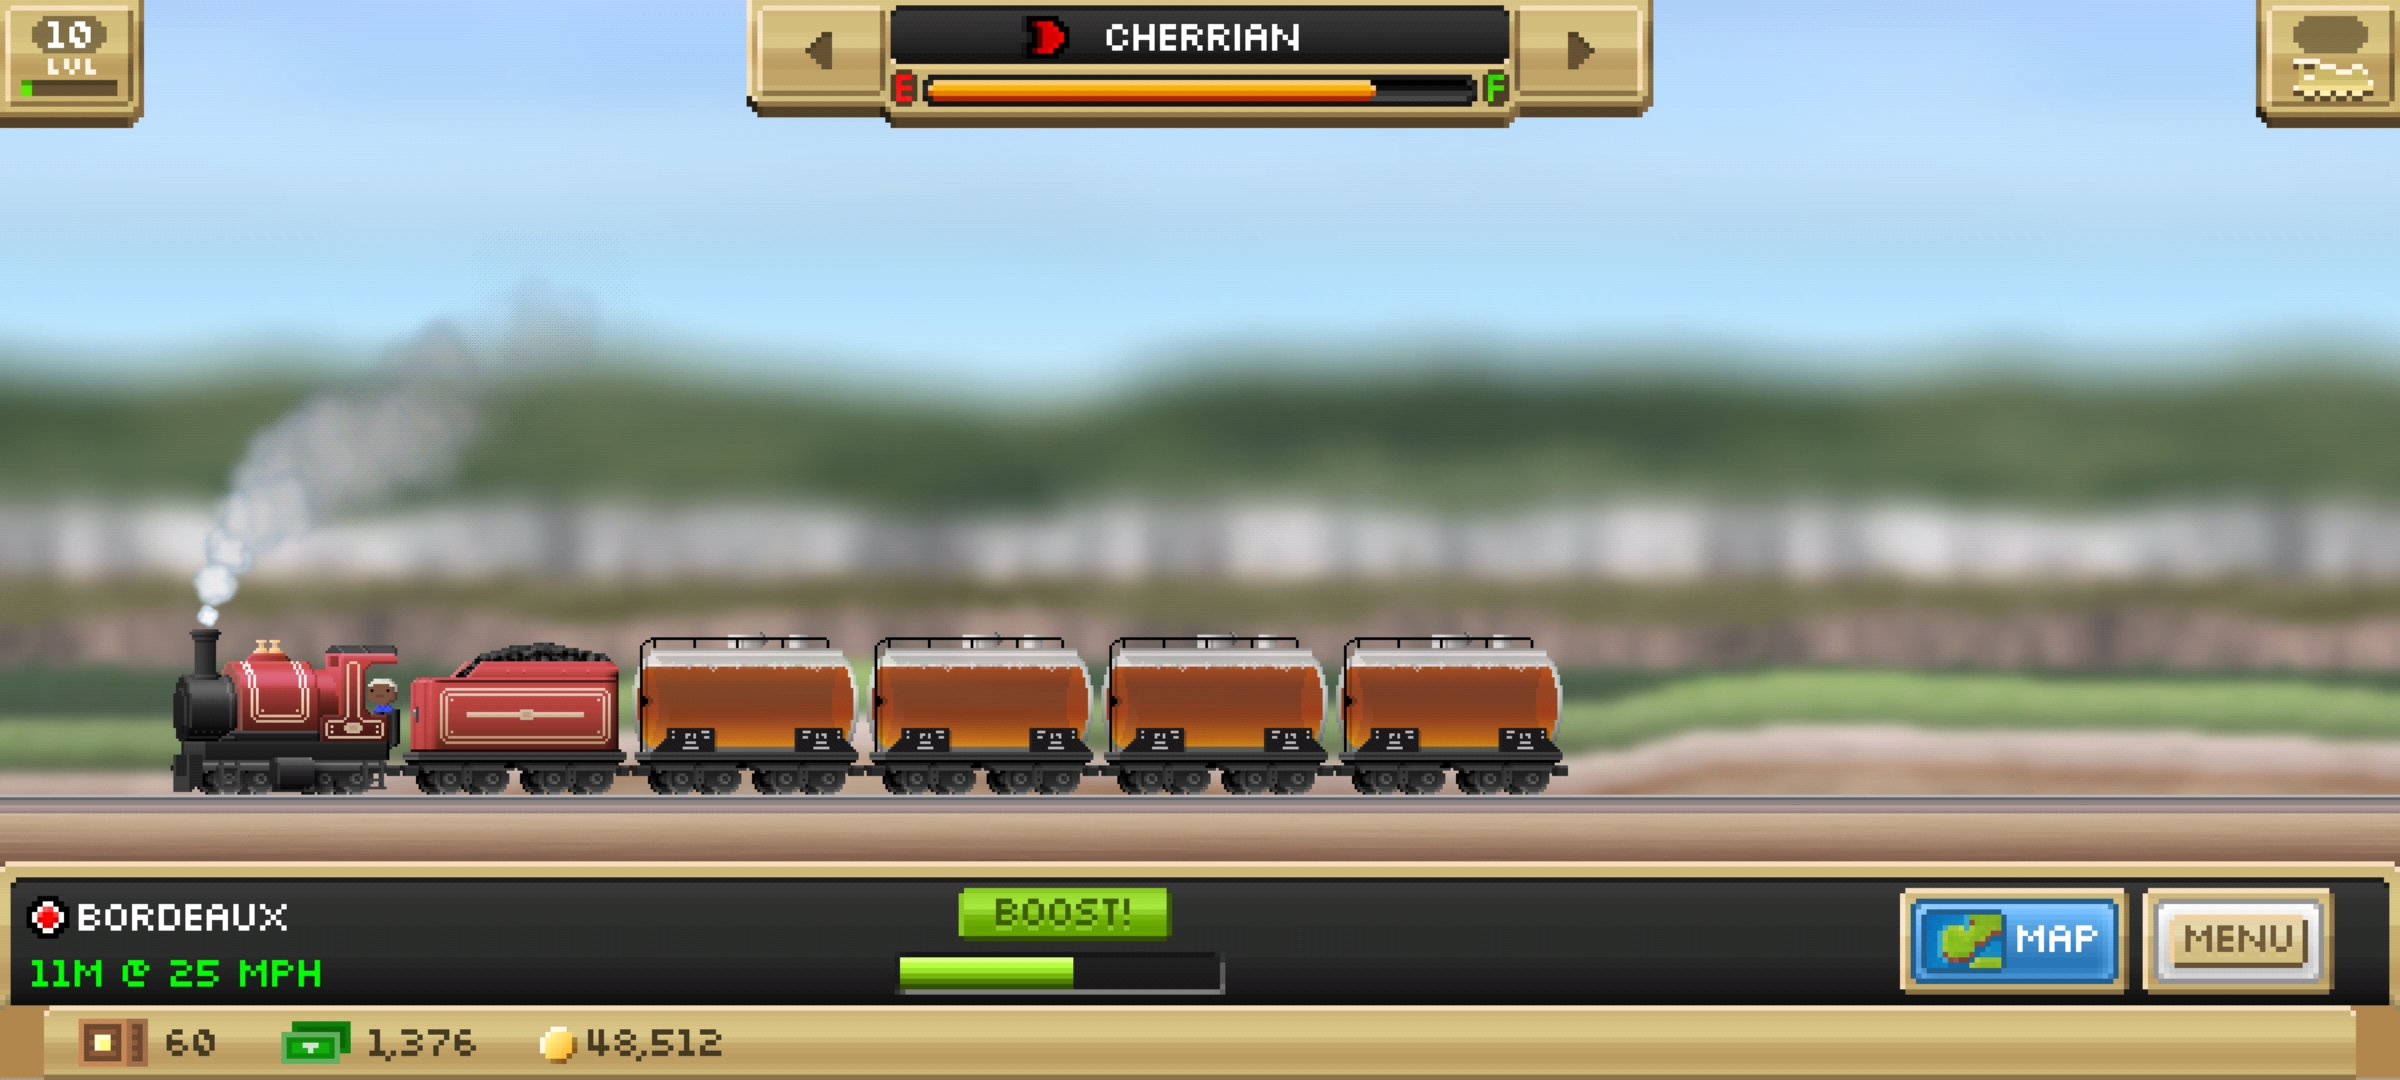 10
LVL
CHERRIAN
E F
BORDEAUX
11M @ 25 MPH
BOOST!
MAP
MENU
60 1,376 48,512